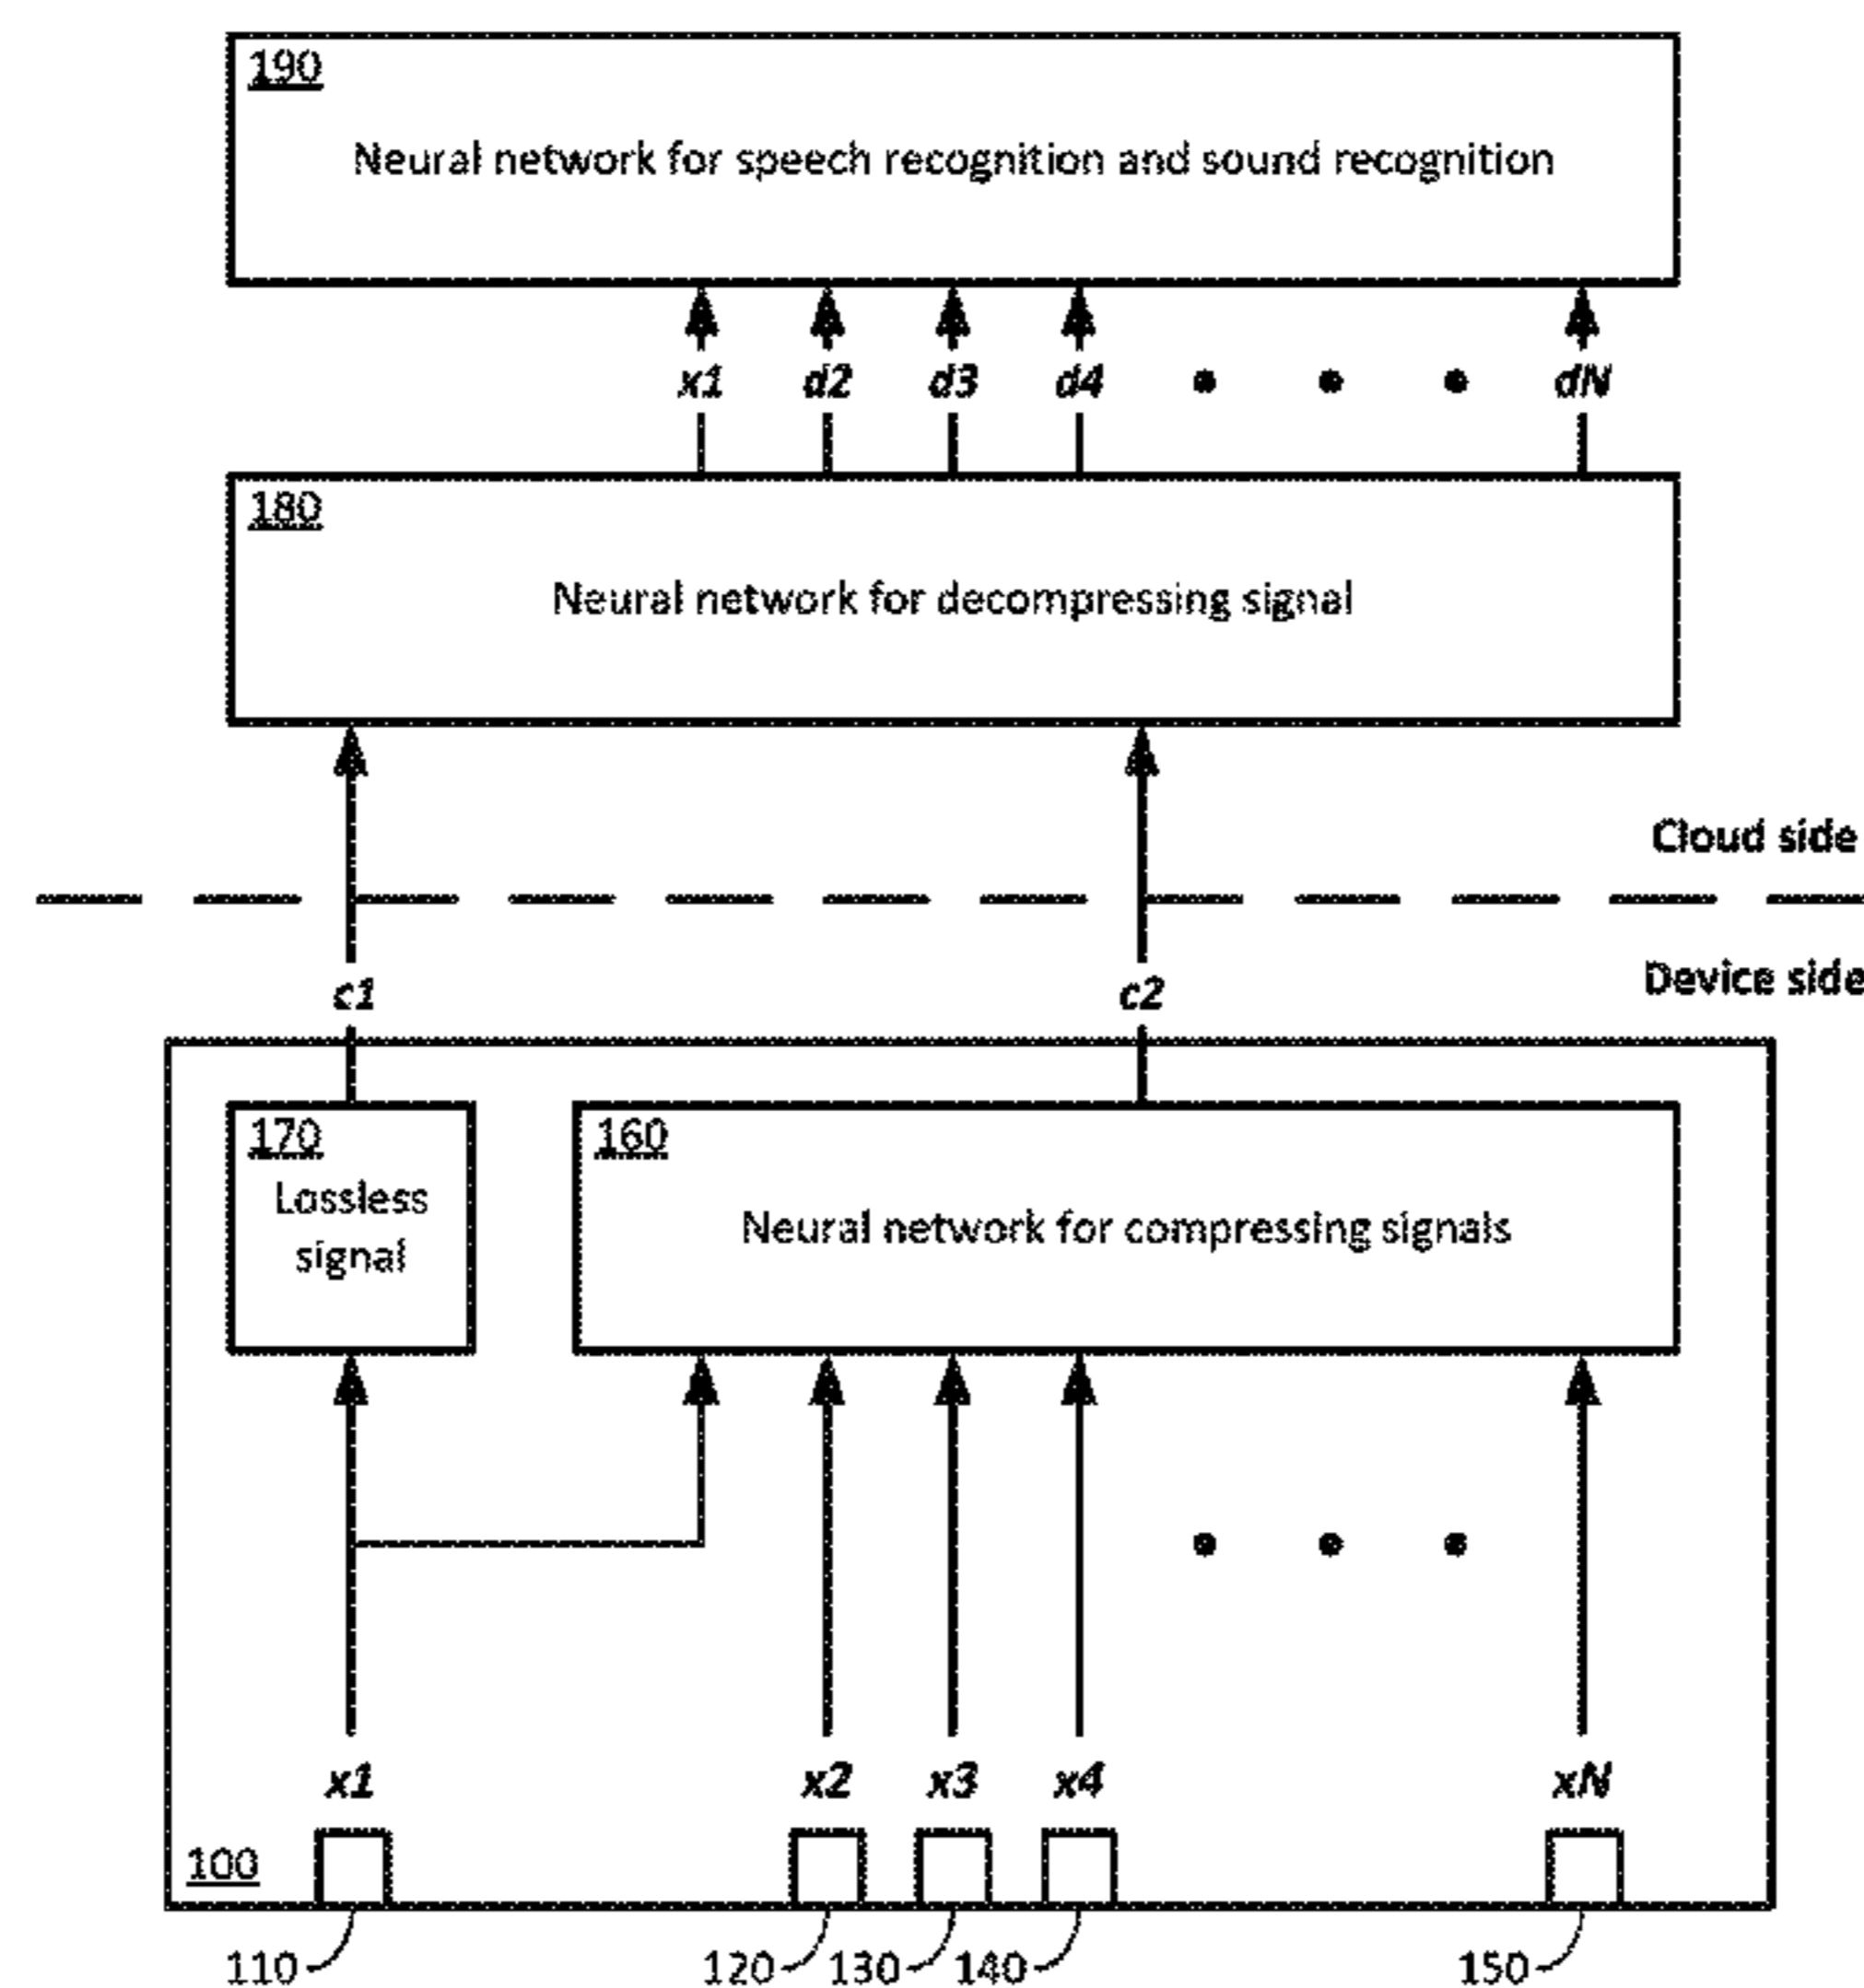 190
Neural network for speech recognition and sound recognition
x1 d2 d3 d4 dN
180
Neural network for decompressing signal
Cloud side
Device side
c1 c2
170
Lossless
signal
160
Neural network for compressing signals
x1 x2 x3 x4 xN
100
110 120 130 140 150